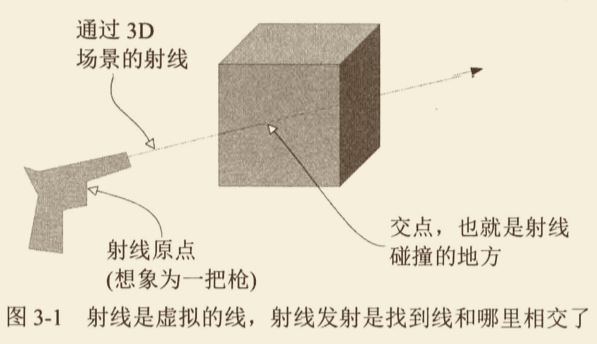 通过 3D
场景的射线
射线原点
(想象为一把枪)
交点，也就是射线
碰撞的地方
图 3-1 射线是虚拟的线，射线发射是找到线和哪里相交了